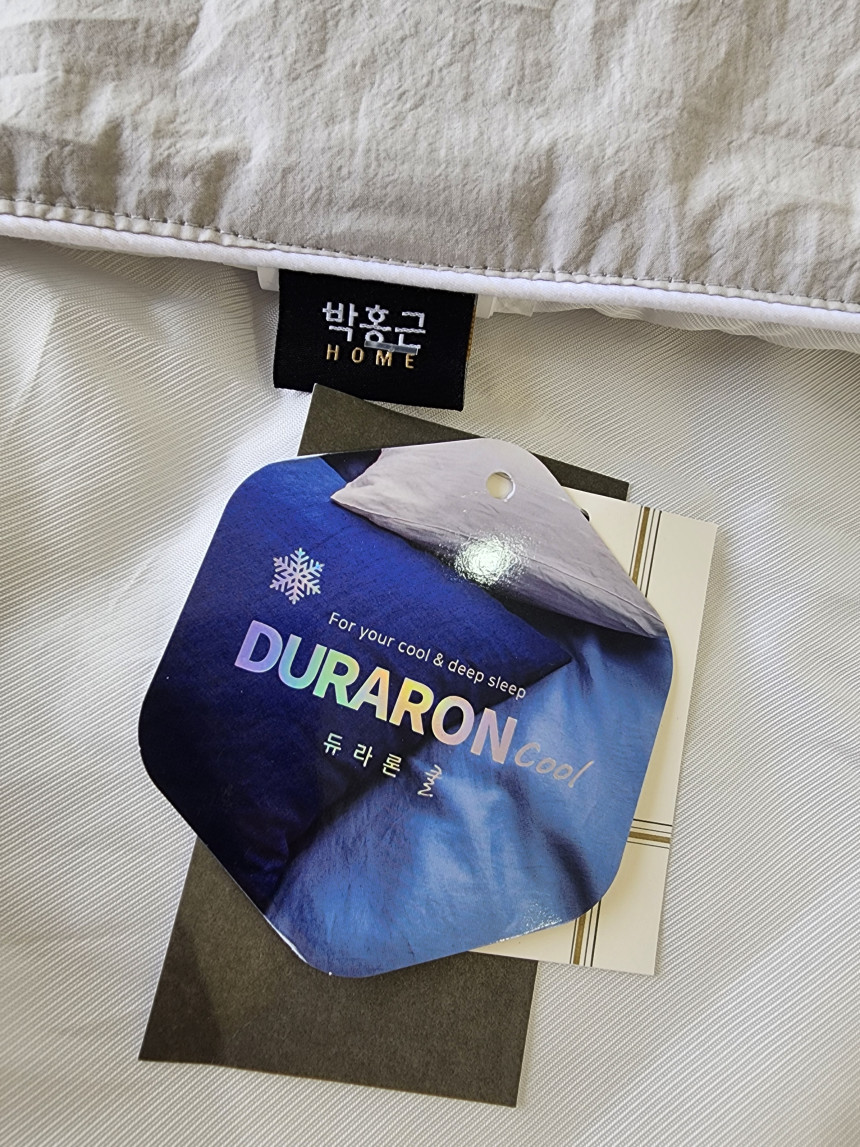 박홍근
HOME
For your cool & deep sleep
DURARON Cool
듀라론 쿨